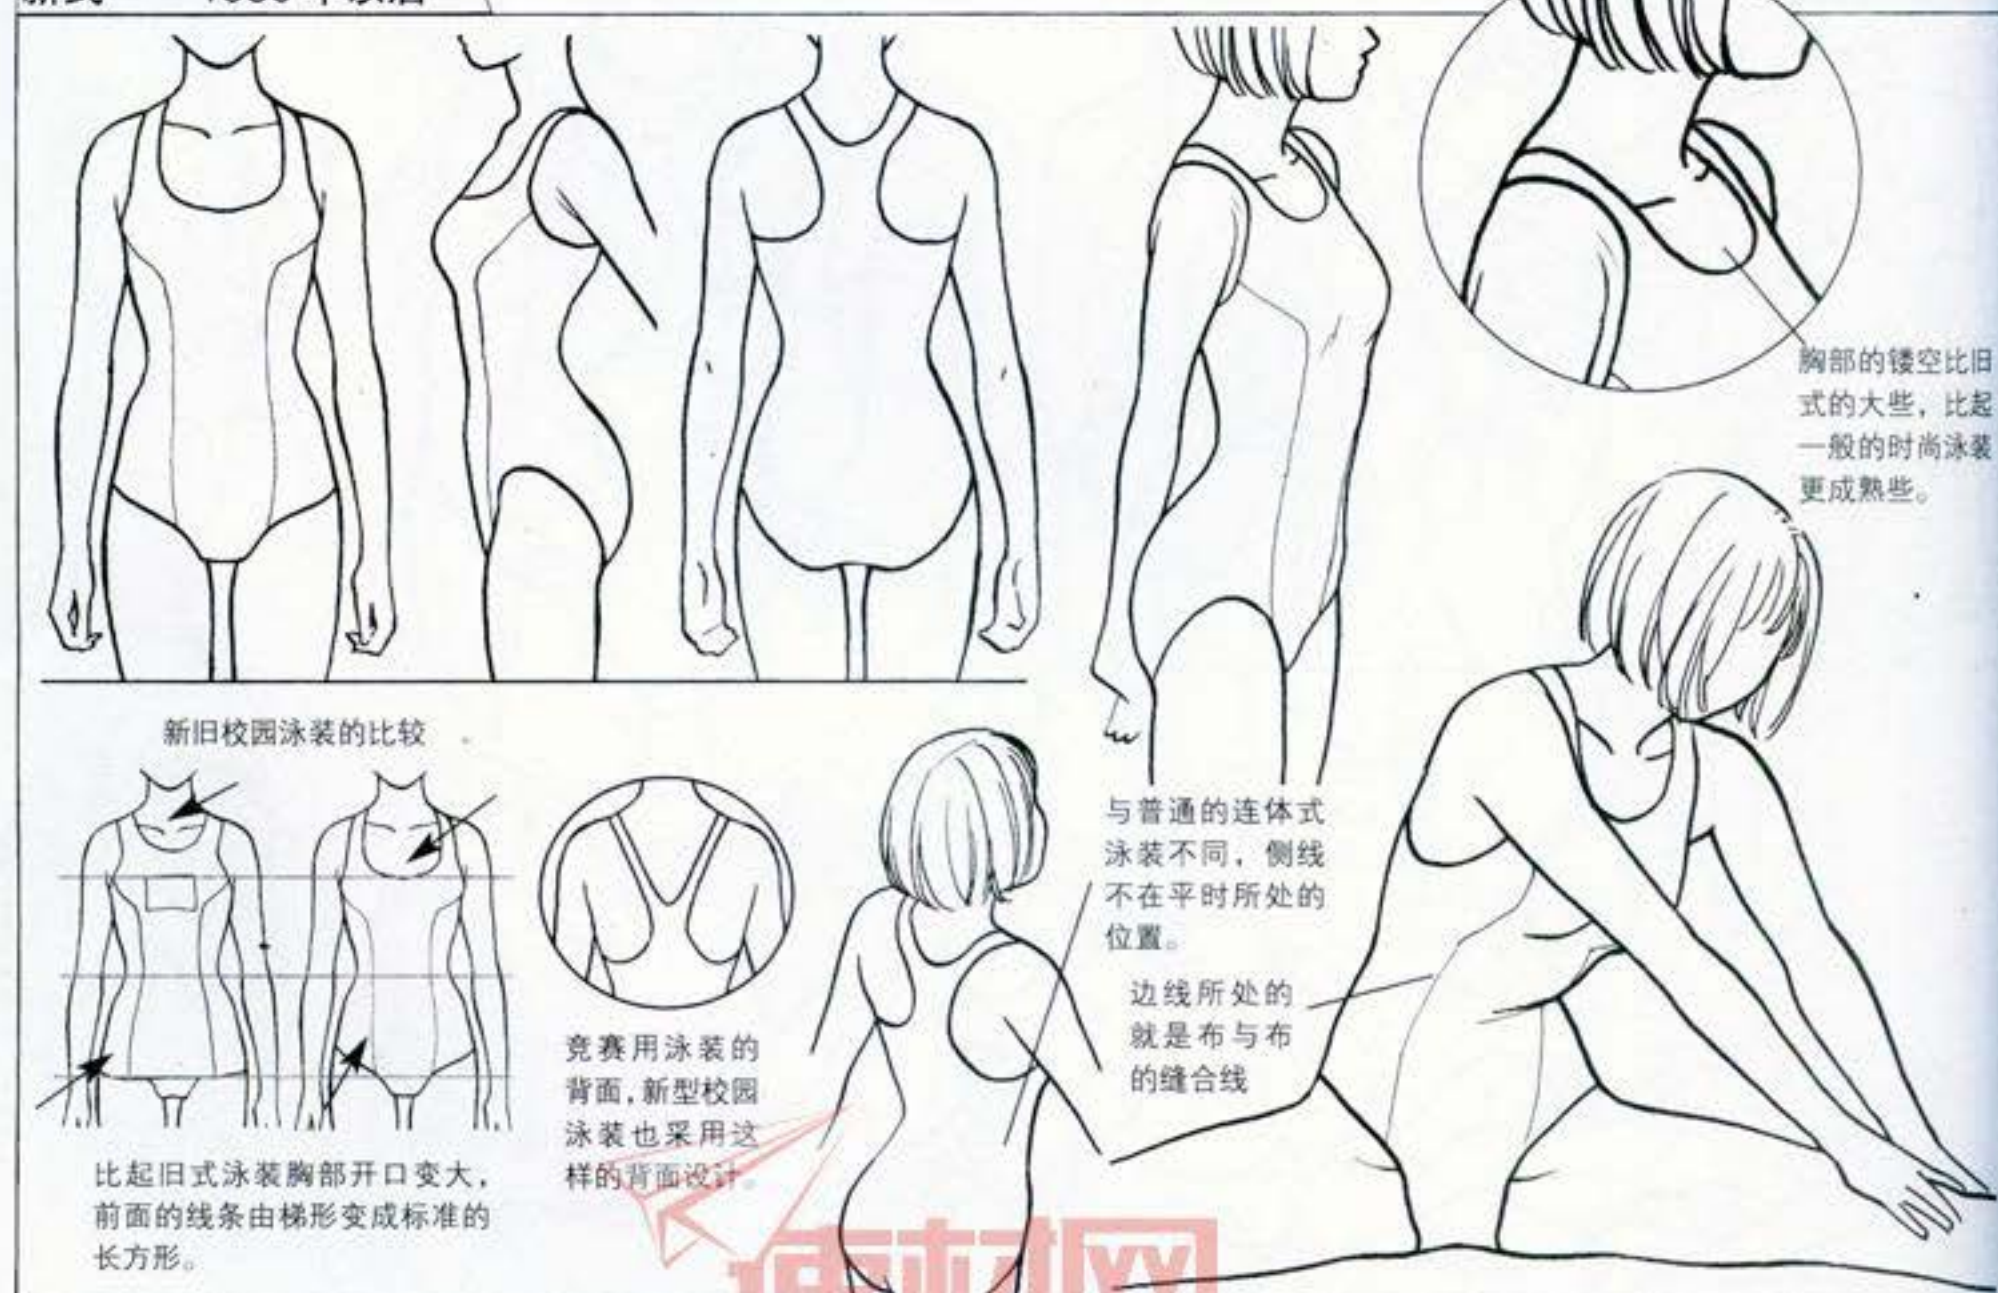 胸部的镂空比旧
式的大些，比起
一般的时尚泳装
更成熟些。
新旧校园泳装的比较
与普通的连体式
泳装不同，侧线
不在平时所处的
位置。
边线所处的
就是布与布
的缝合线
竞赛用泳装的
背面，新型校园
泳装也采用这
样的背面设计。
比起旧式泳装胸部开口变大，
前面的线条由梯形变成标准的
长方形。